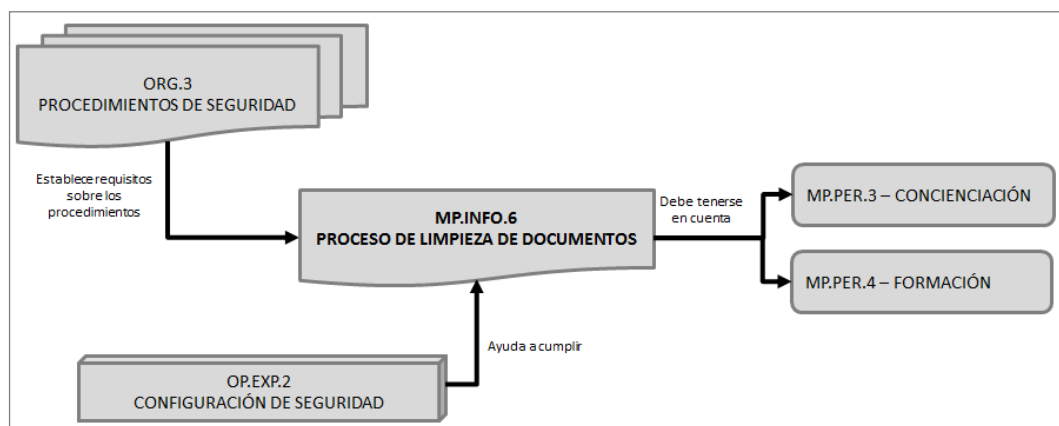 ORG.3
PROCEDIMIENTOS DE SEGURIDAD
Establece requisitos
sobre los
procedimientos
MP.INFO.6
PROCESO DE LIMPIEZA DE DOCUMENTOS
Debe tenerse
en cuenta
MP.PER.3 – CONCIENCIACIÓN
MP.PER.4 – FORMACIÓN
Ayuda a cumplir
OP.EXP.2
CONFIGURACIÓN DE SEGURIDAD